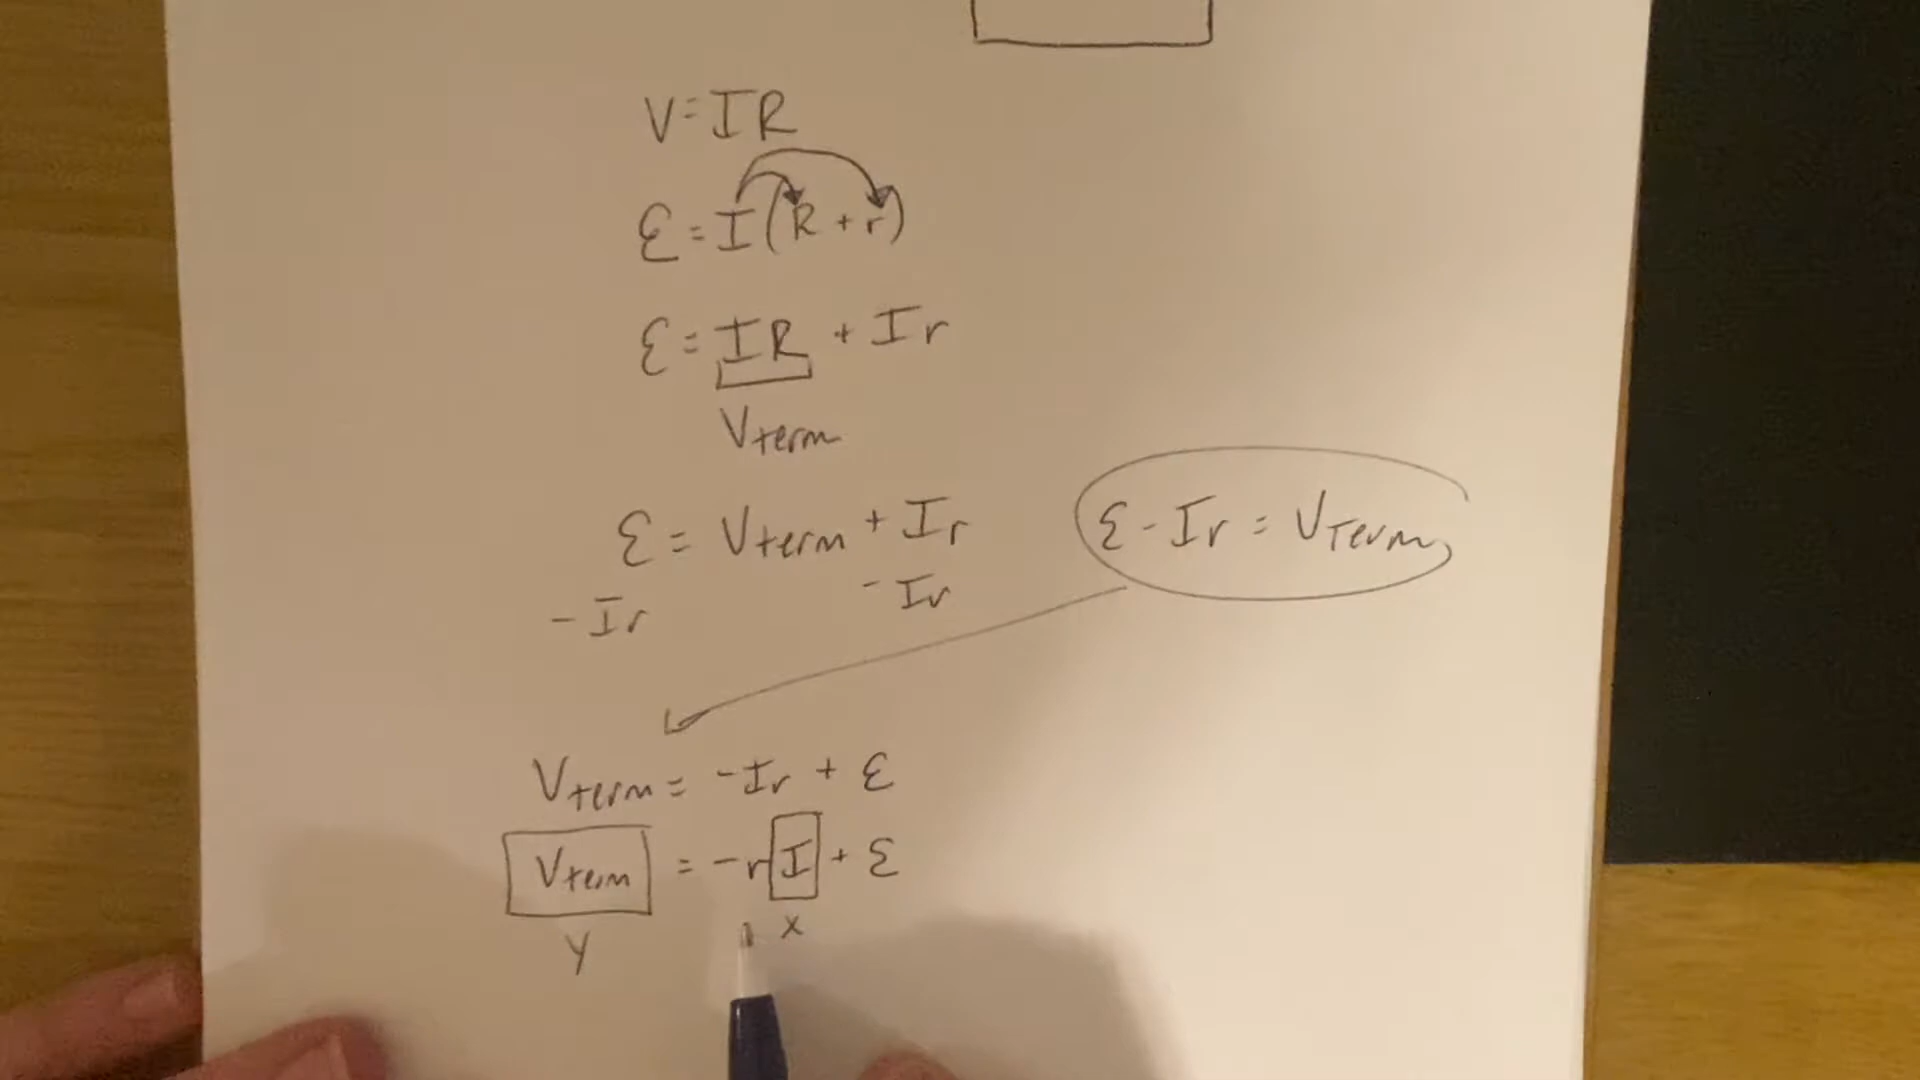 V = IR
Ɛ = I(R + r)
Ɛ = IR + Ir
Vterm
Ɛ = Vterm + Ir
- Ir - Ir
Ɛ - Ir = VTerm
Vterm = -Ir + Ɛ
Vterm = -rI + Ɛ
y x